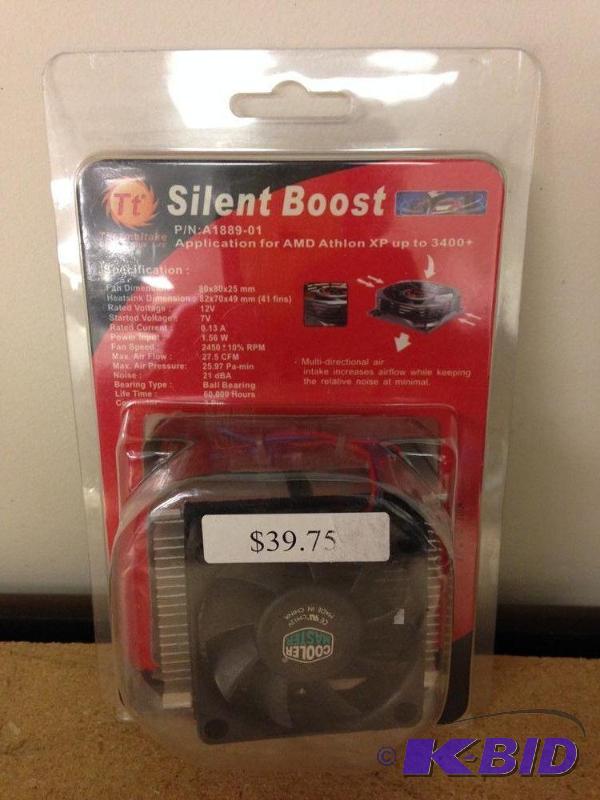 Tt Silent Boost
Thermaltake
P/N:A1889-01
Application for AMD Athlon XP up to 3400+
Specification :
Fan Dimension : 80x80x25 mm
Heatsink Dimension : 82x70x49 mm (41 fins)
Rated Voltage : 12V
Started Voltage : 7V
Rated Current : 0.13 A
Power Input : 1.56 W
Fan Speed : 2450±10% RPM
Max. Air Flow : 27.5 CFM
Max. Air Pressure: 25.97 Pa-min
Noise : 21 dBA
Bearing Type : Ball Bearing
Life Time : 60,000 Hours
Connector : 3 Pin
- Multi-directional air
intake increases airflow while keeping
the relative noise at minimal.
$39.75
COOLER
MASTER
MADE IN CHINA
© K-BID